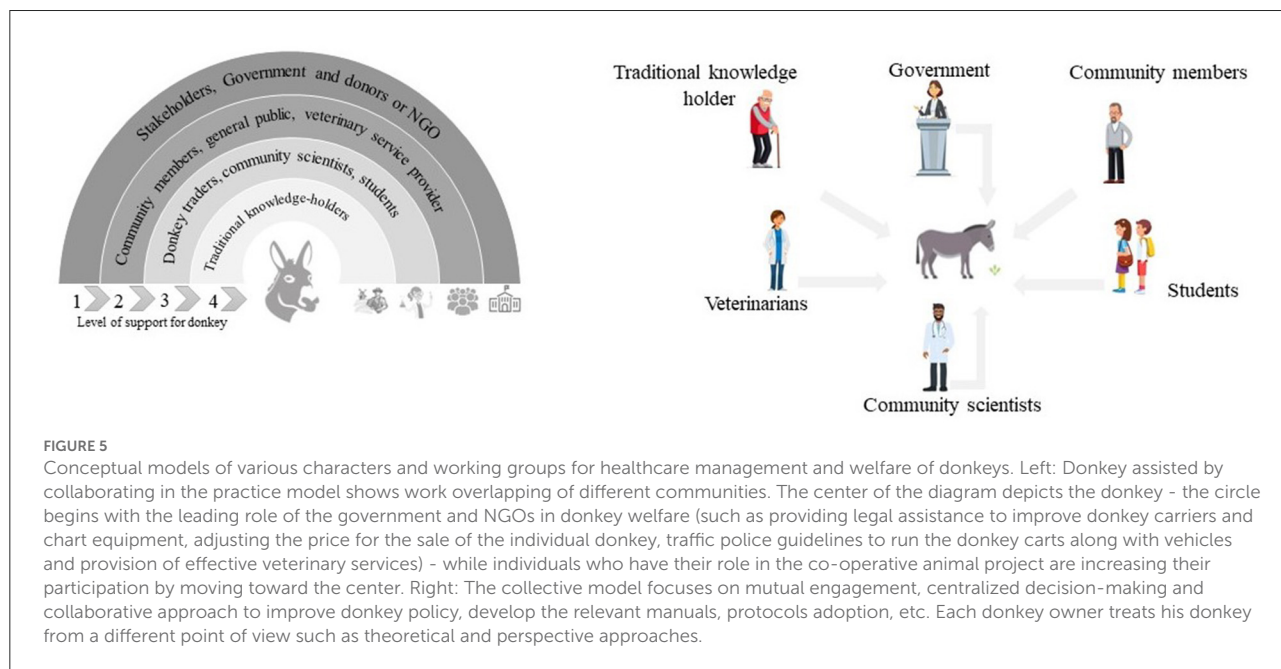 Stakeholders, Government and donors or NGO
Community members, general public, veterinary service provider
Donkey traders, community scientists, students
Traditional knowledge-holders
1 2 3 4
Level of support for donkey
Traditional knowledge
holder
Government
Community members
Veterinarians
Students
Community scientists
FIGURE 5
Conceptual models of various characters and working groups for healthcare management and welfare of donkeys. Left: Donkey assisted by
collaborating in the practice model shows work overlapping of different communities. The center of the diagram depicts the donkey - the circle
begins with the leading role of the government and NGOs in donkey welfare (such as providing legal assistance to improve donkey carriers and
chart equipment, adjusting the price for the sale of the individual donkey, traffic police guidelines to run the donkey carts along with vehicles
and provision of effective veterinary services) - while individuals who have their role in the co-operative animal project are increasing their
participation by moving toward the center. Right: The collective model focuses on mutual engagement, centralized decision-making and
collaborative approach to improve donkey policy, develop the relevant manuals, protocols adoption, etc. Each donkey owner treats his donkey
from a different point of view such as theoretical and perspective approaches.